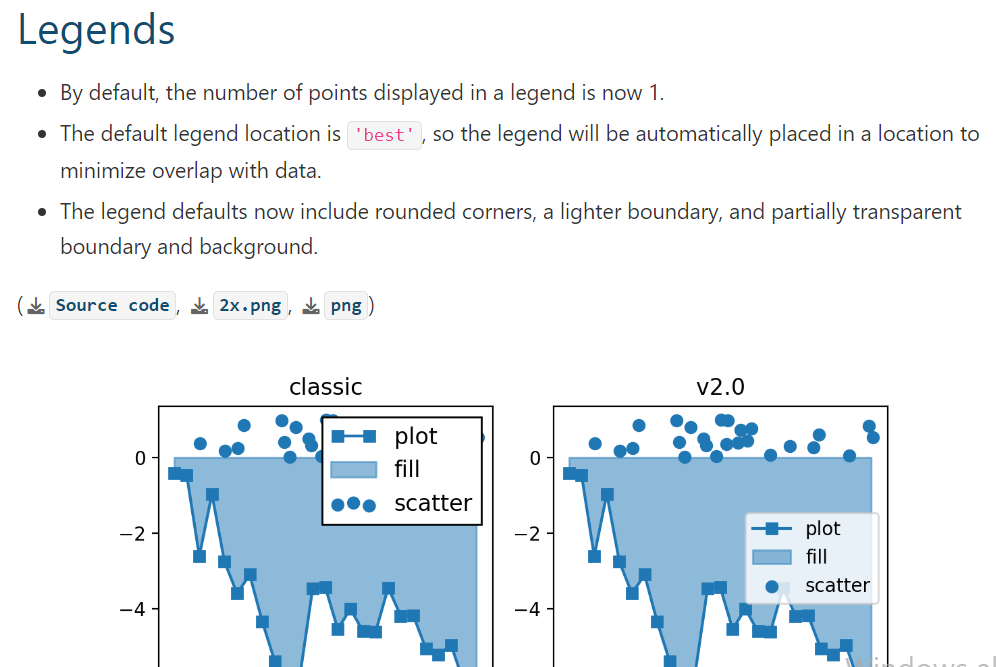 Legends
By default, the number of points displayed in a legend is now 1.
The default legend location is 'best', so the legend will be automatically placed in a location to
minimize overlap with data.
The legend defaults now include rounded corners, a lighter boundary, and partially transparent
boundary and background.
(Source code, 2x.png, png)
classic
plot
fill
scatter
0
−2
−4
v2.0
0
−2
−4
plot
fill
scatter